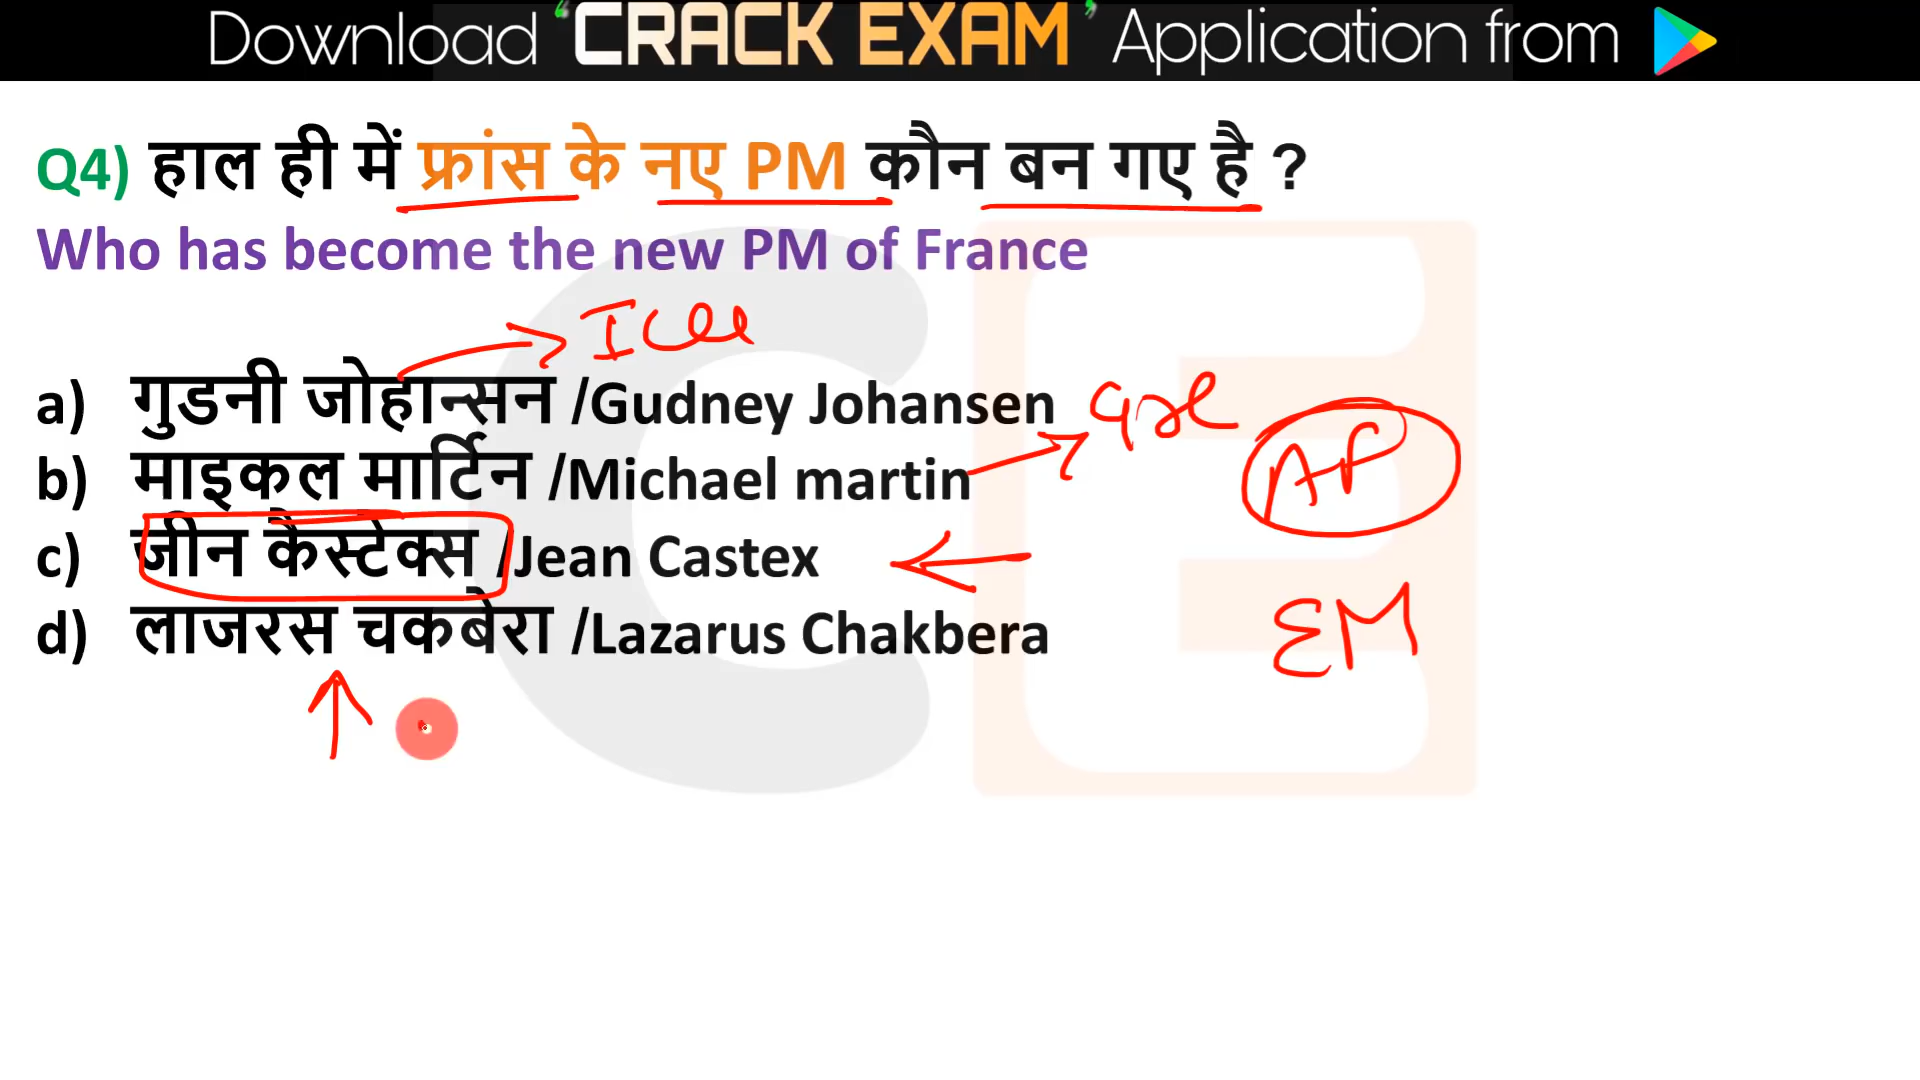 Download ‘CRACK EXAM’ Application from
Q4) हाल ही में फ्रांस के नए PM कौन बन गए है ?
Who has become the new PM of France
a) गुडनी जोहान्सन /Gudney Johansen
b) माइकल मार्टिन /Michael martin
AP
c) जीन कैस्टेक्स /Jean Castex
d) लाजरस चकबेरा /Lazarus Chakbera
EM